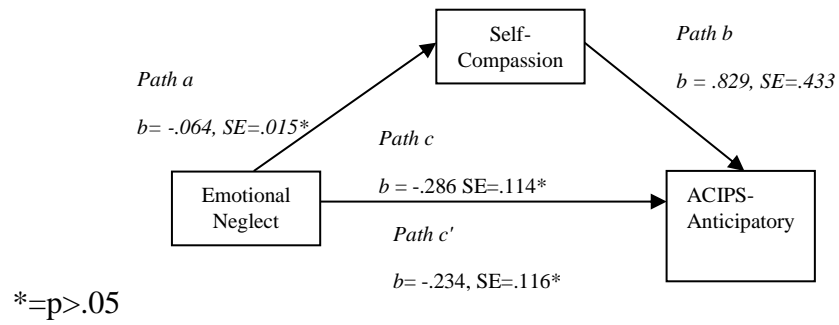 Self-
Compassion
Path b
b = .829, SE=.433
Path a
b= -.064, SE=.015*
Path c
b = -.286 SE=.114*
Emotional
Neglect
ACIPS-
Anticipatory
Path c'
b= -.234, SE=.116*
*=p>.05